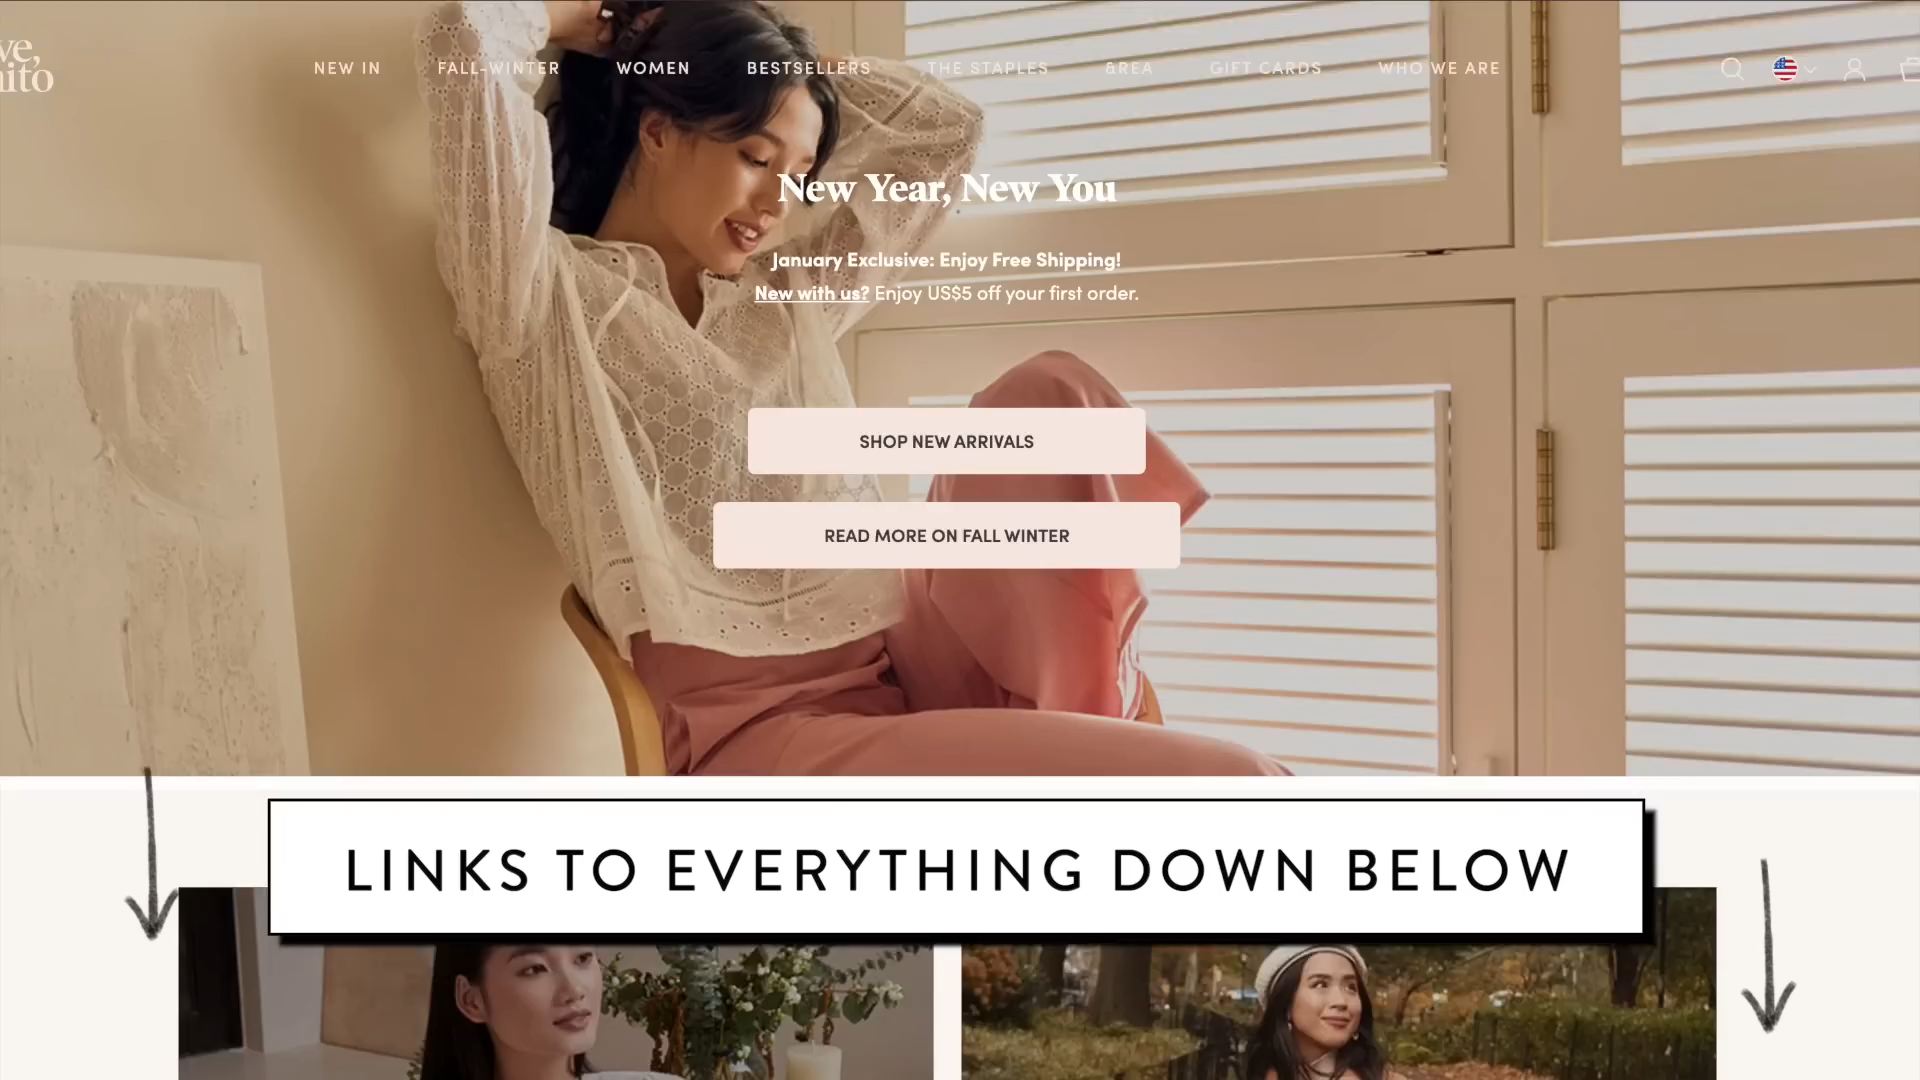 ve,
nito
NEW IN
FALL-WINTER
WOMEN
BESTSELLERS
THE STAPLES
&REA
GIFT CARDS
WHO WE ARE
New Year, New You
January Exclusive: Enjoy Free Shipping!
New with us? Enjoy US$5 off your first order.
SHOP NEW ARRIVALS
READ MORE ON FALL WINTER
LINKS TO EVERYTHING DOWN BELOW